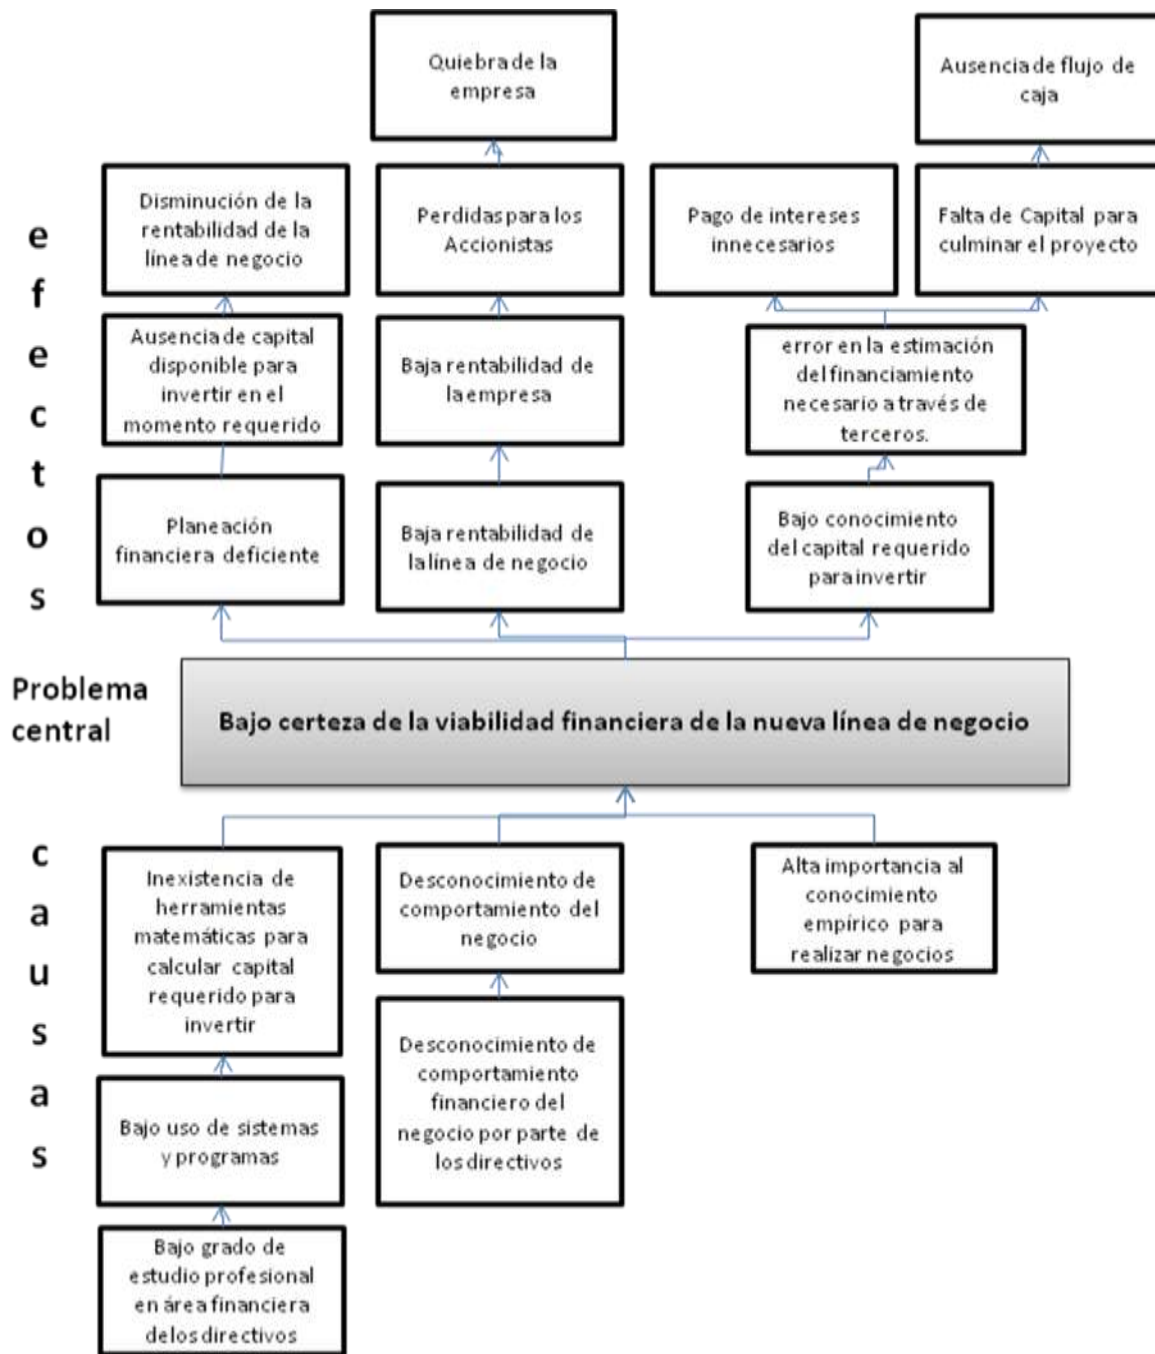 Quiebra de la
empresa
Ausencia de flujo de
caja
Disminución de la
rentabilidad de la
línea de negocio
Perdidas para los
Accionistas
Pago de intereses
innecesarios
Falta de Capital para
culminar el proyecto
Ausencia de capital
disponible para
invertir en el
momento requerido
Baja rentabilidad de
la empresa
error en la estimación
del financiamiento
necesario a través de
terceros.
Planeación
financiera deficiente
Baja rentabilidad de
la línea de negocio
Bajo conocimiento
del capital requerido
para invertir
e
f
e
c
t
o
s
Problema
central
Bajo certeza de la viabilidad financiera de la nueva línea de negocio
c
a
u
s
a
s
Inexistencia de
herramientas
matemáticas para
calcular capital
requerido para
invertir
Desconocimiento de
comportamiento del
negocio
Alta importancia al
conocimiento
empírico para
realizar negocios
Bajo uso de sistemas
y programas
Desconocimiento de
comportamiento
financiero del
negocio por parte de
los directivos
Bajo grado de
estudio profesional
en área financiera
delos directivos